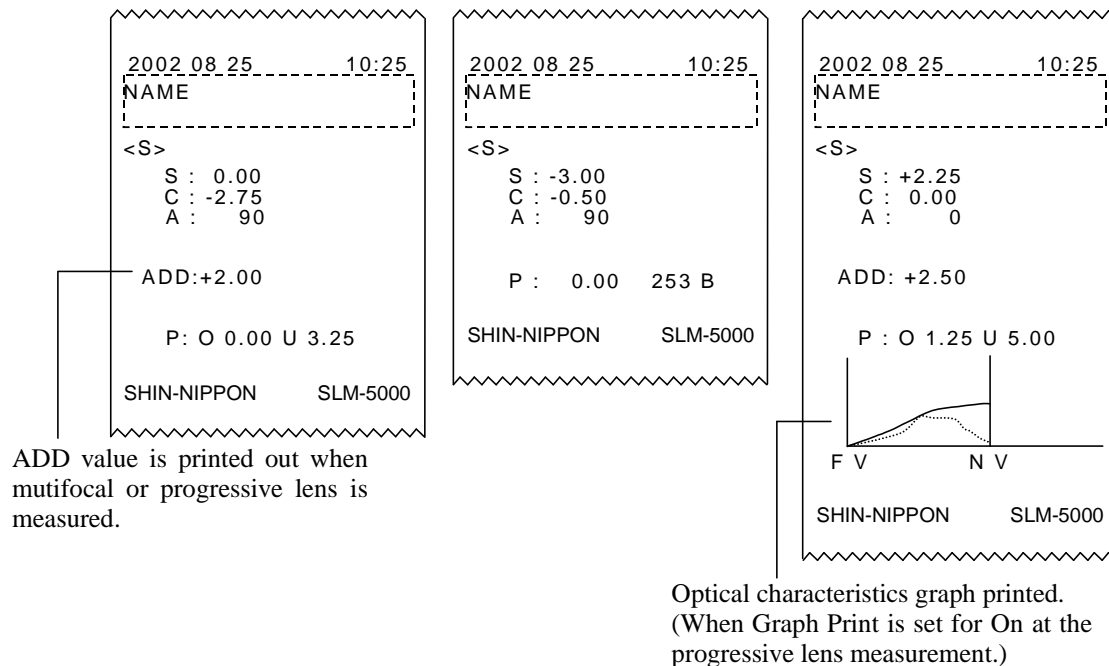 2002 08 25 10:25
NAME
<S>
S : 0.00
C : -2.75
A : 90
ADD:+2.00
P: O 0.00 U 3.25
SHIN-NIPPON SLM-5000
ADD value is printed out when
mutifocal or progressive lens is
measured.
2002 08 25 10:25
NAME
<S>
S : -3.00
C : -0.50
A : 90
P : 0.00 253 B
SHIN-NIPPON SLM-5000
2002 08 25 10:25
NAME
<S>
S : +2.25
C : 0.00
A : 0
ADD: +2.50
P : O 1.25 U 5.00
F V N V
SHIN-NIPPON SLM-5000
Optical characteristics graph printed.
(When Graph Print is set for On at the
progressive lens measurement.)